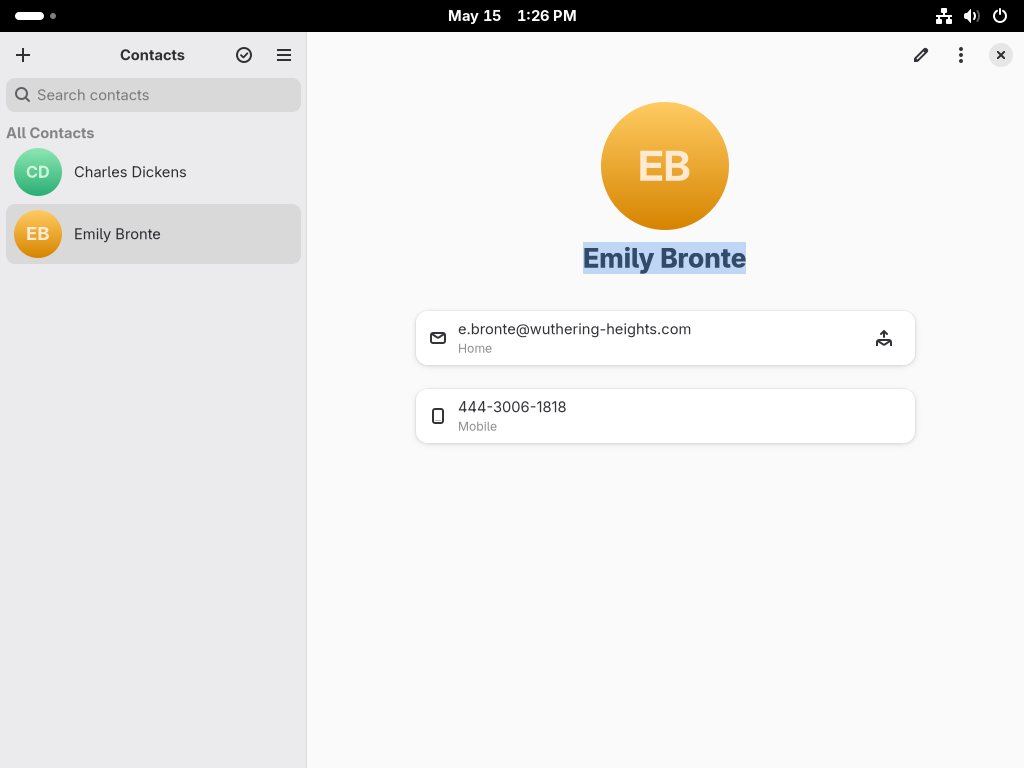 May 15 1:26 PM
Contacts
Search contacts
All Contacts
CD Charles Dickens
EB Emily Bronte
EB
Emily Bronte
e.bronte@wuthering-heights.com
Home
444-3006-1818
Mobile